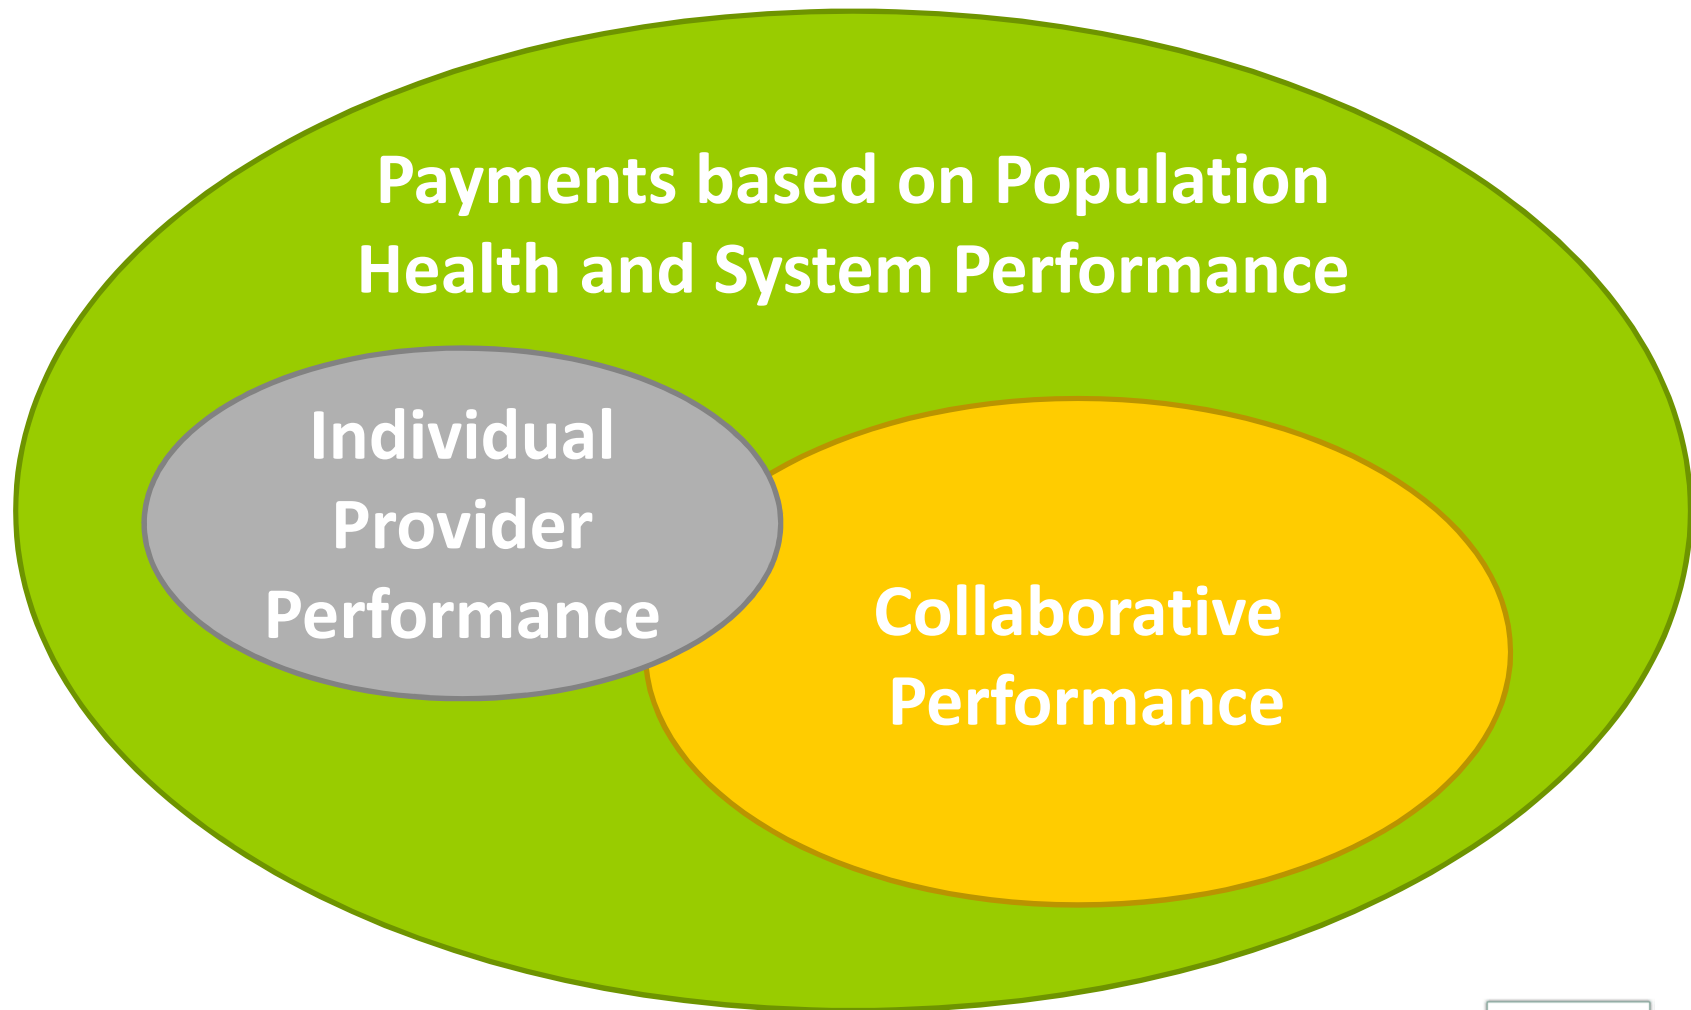 Payments based on Population
Health and System Performance
Individual
Provider
Performance
Collaborative
Performance